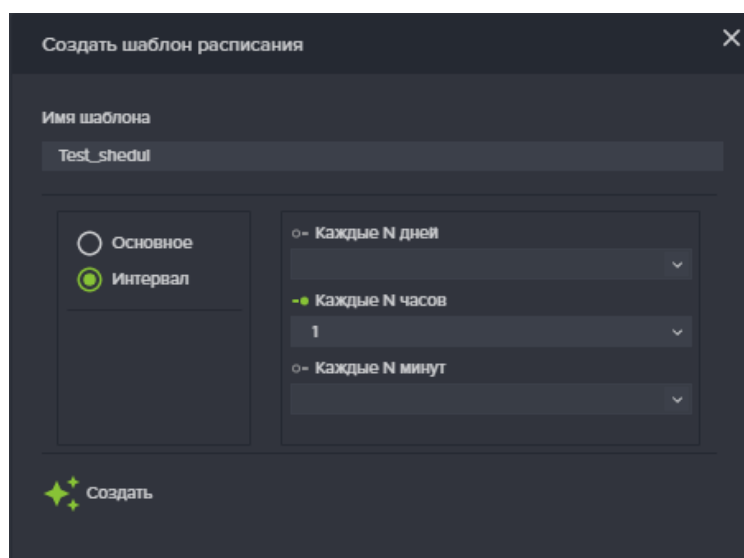 Создать шаблон расписания
Имя шаблона
Test_shedul
Основное
Интервал
Каждые N дней
Каждые N часов
1
Каждые N минут
Создать